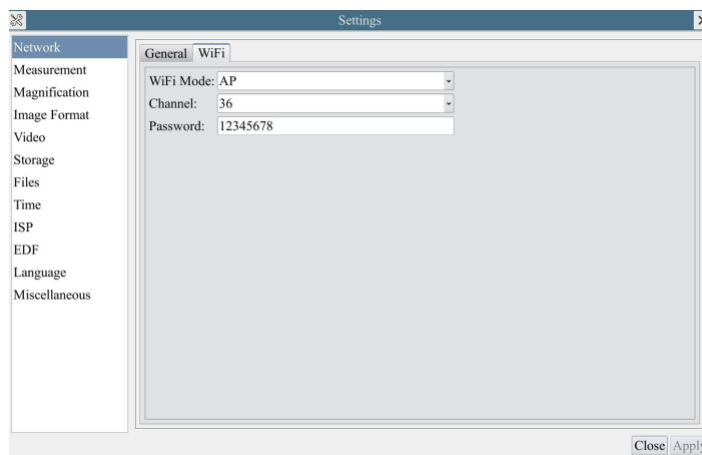 Settings
Network
Measurement
Magnification
Image Format
Video
Storage
Files
Time
ISP
EDF
Language
Miscellaneous
General WiFi
WiFi Mode: AP
Channel: 36
Password: 12345678
Close Apply